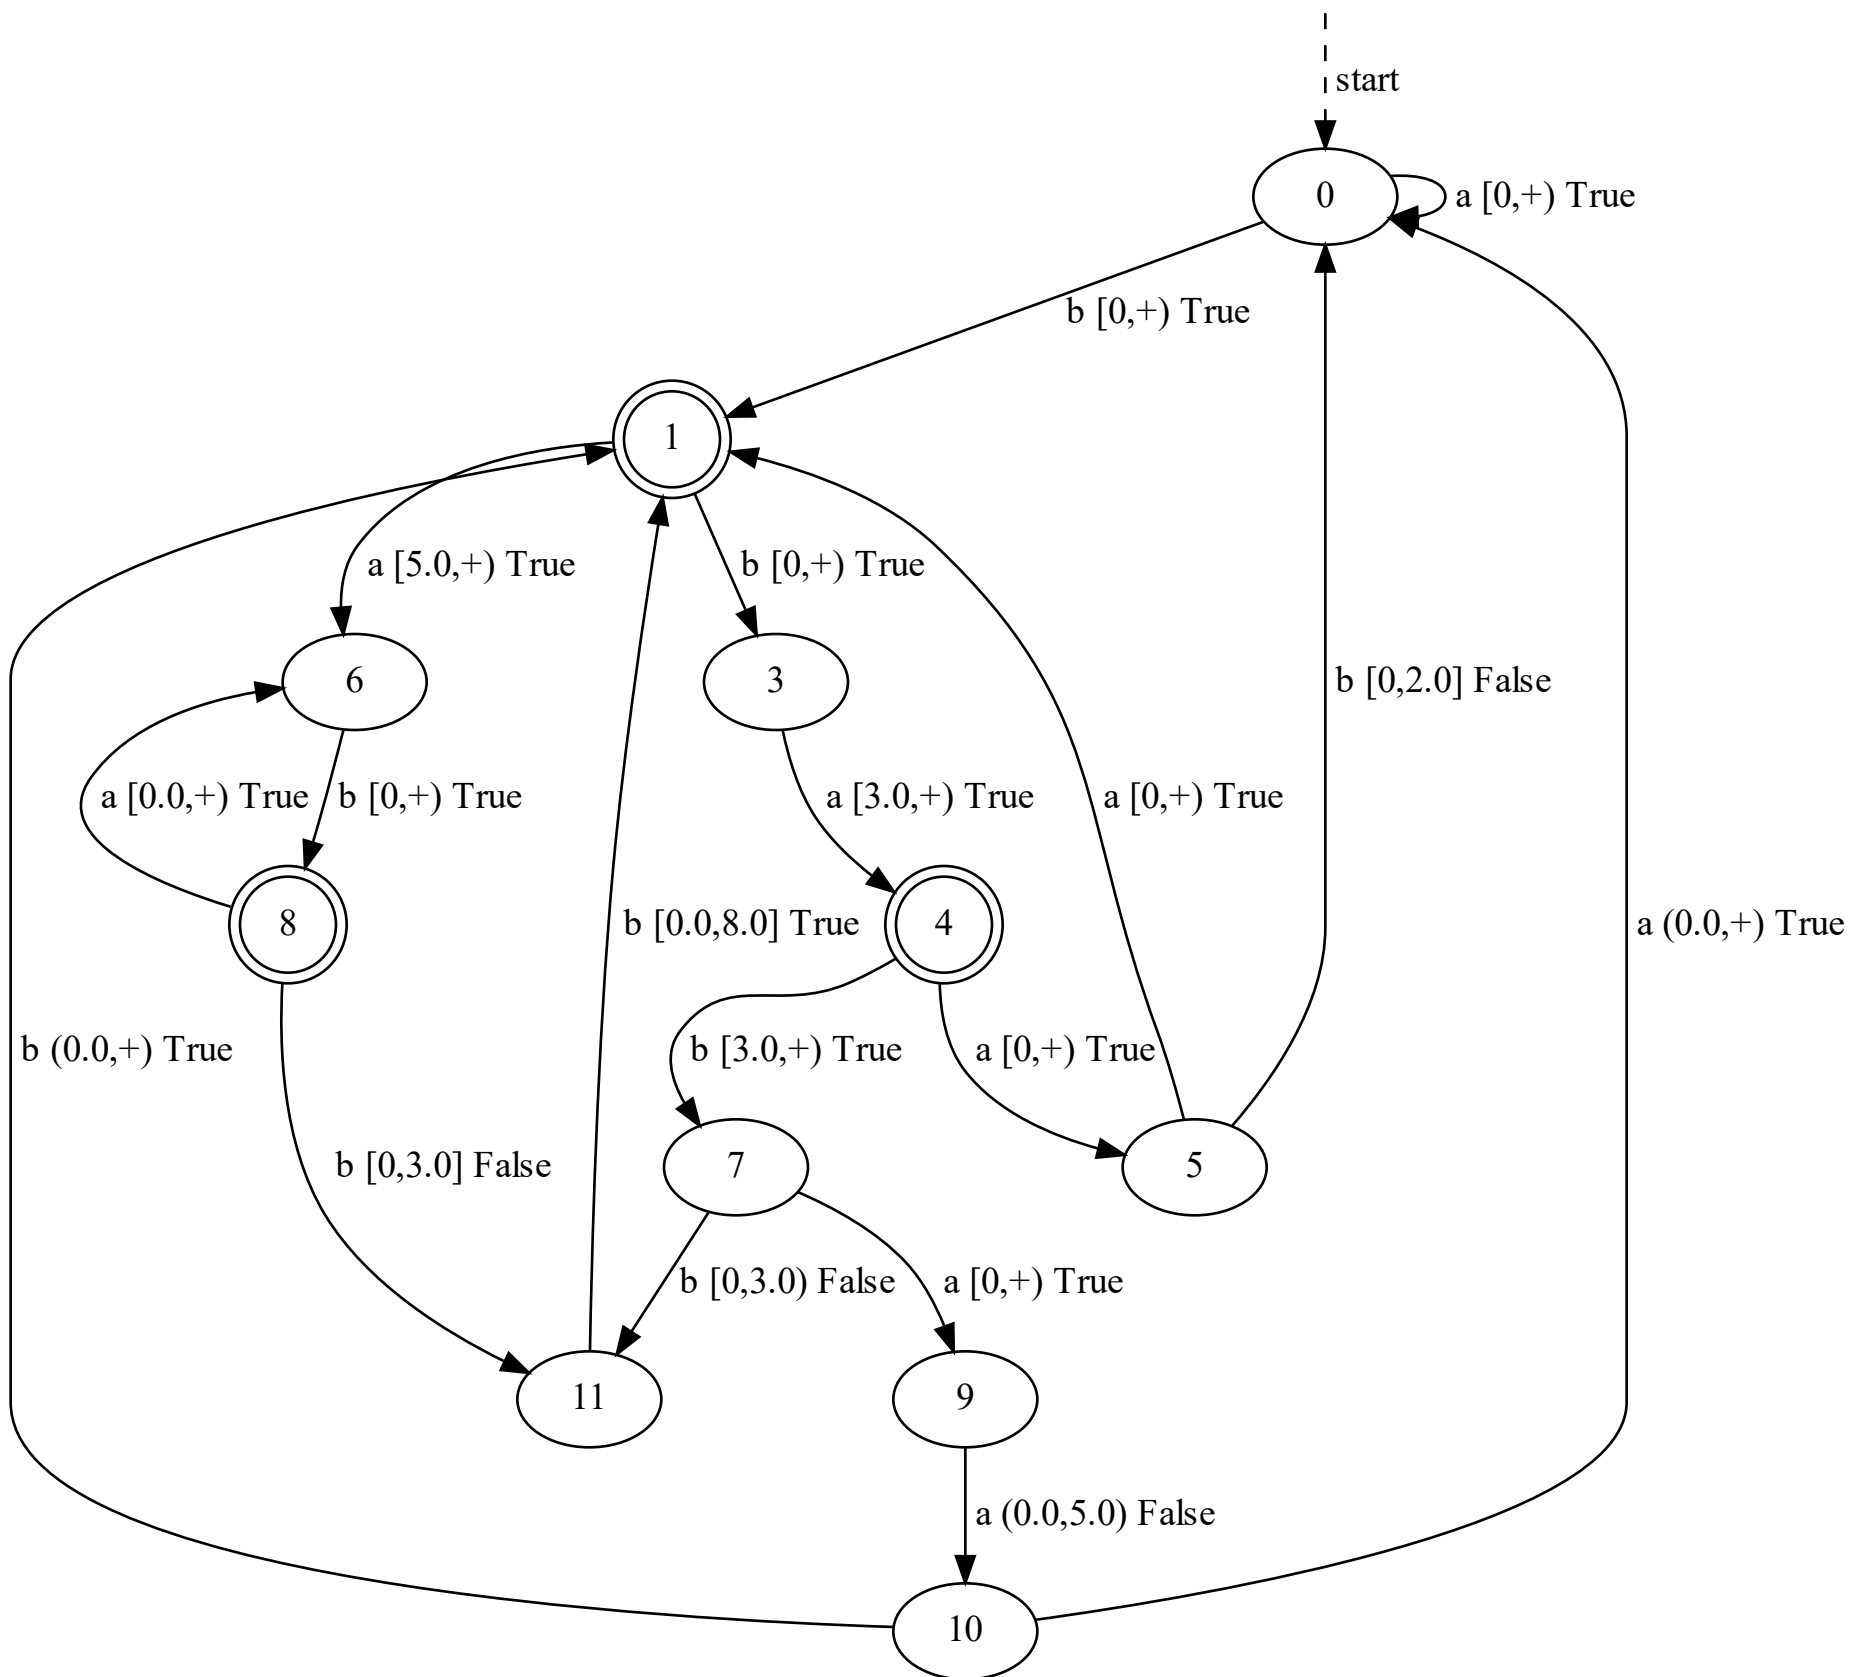 start
0
a [0,+) True
b [0,+) True
1
a [5.0,+) True
b [0,+) True
6
3
b [0,2.0] False
a [0.0,+) True
b [0,+) True
a [3.0,+) True
a [0,+) True
8
b [0.0,8.0] True
4
a (0.0,+) True
b (0.0,+) True
b [3.0,+) True
a [0,+) True
b [0,3.0] False
7
5
b [0,3.0) False
a [0,+) True
11
9
a (0.0,5.0) False
10